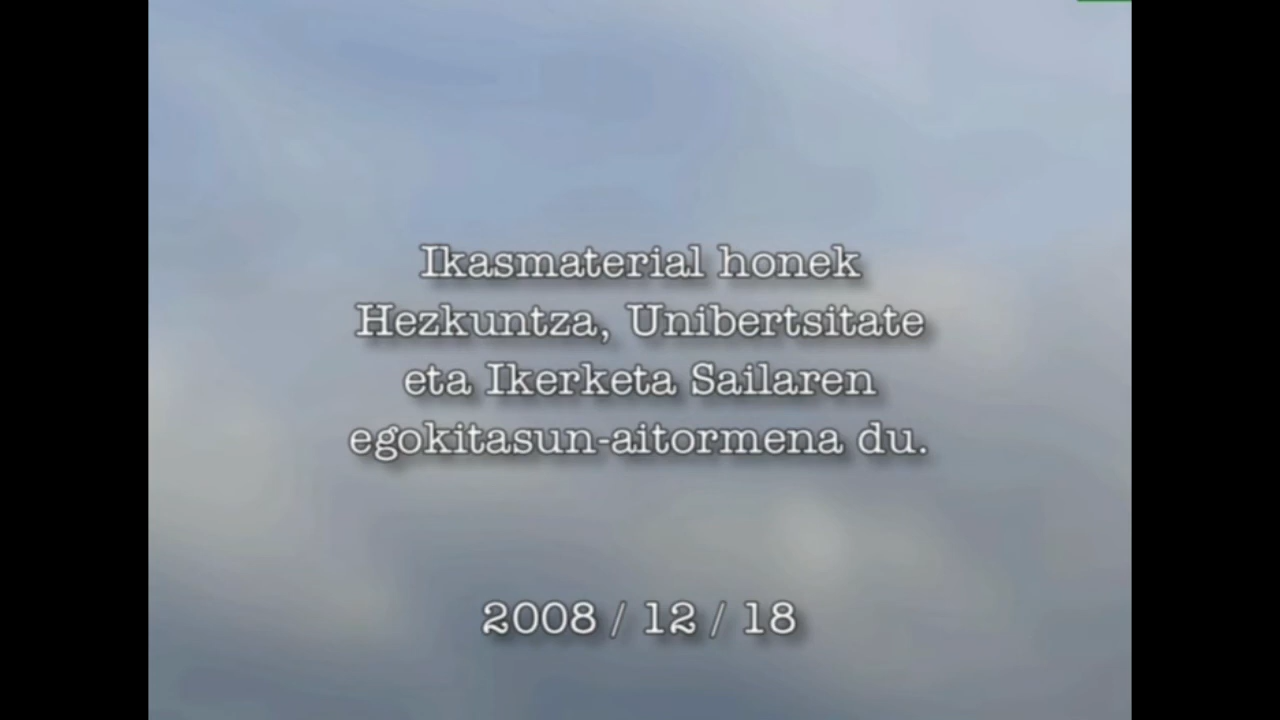 Ikasmaterial honek
Hezkuntza, Unibertsitate
eta Ikerketa Sailaren
egokitasun-aitormena du.
2008 / 12 / 18